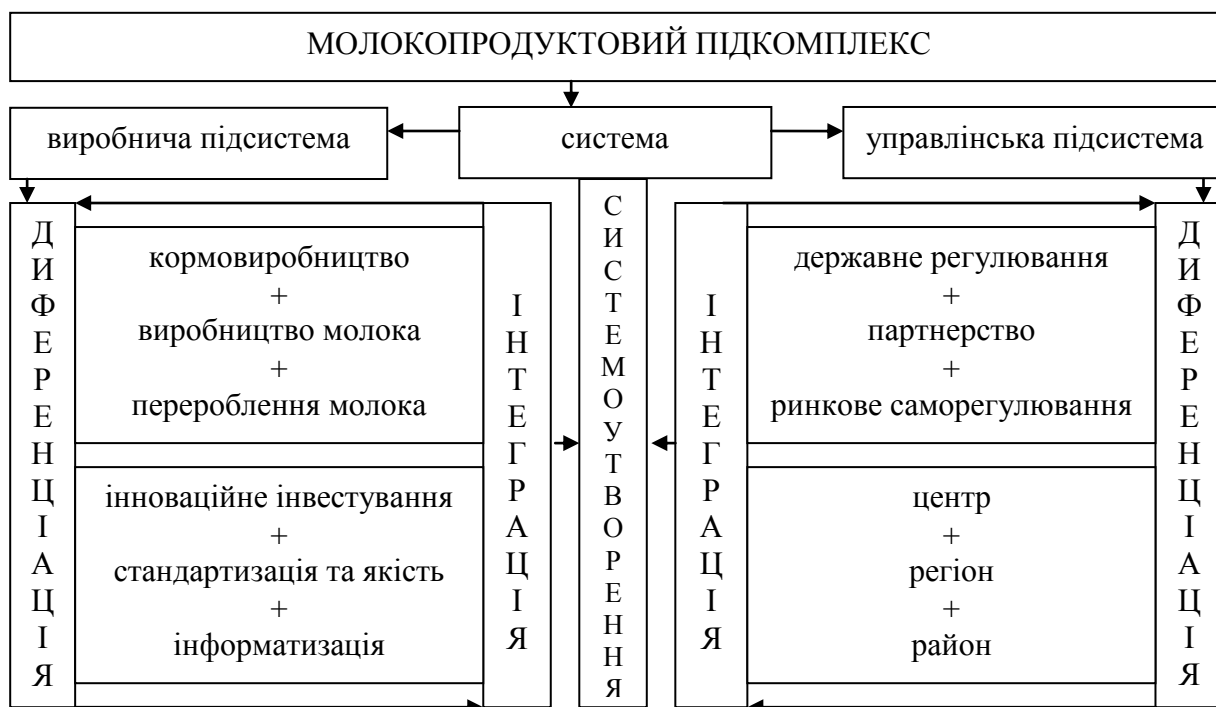 МОЛОКОПРОДУКТОВИЙ ПІДКОМПЛЕКС
виробнича підсистема
система
управлінська підсистема
ДИФЕРЕНЦІАЦІЯ
кормовиробництво
+
виробництво молока
+
перероблення молока
інноваційне інвестування
+
стандартизація та якість
+
інформатизація
ІНТЕГРАЦІЯ
СИСТЕМОУТВОРЕННЯ
ІНТЕГРАЦІЯ
державне регулювання
+
партнерство
+
ринкове саморегулювання
центр
+
регіон
+
район
ДИФЕРЕНЦІАЦІЯ